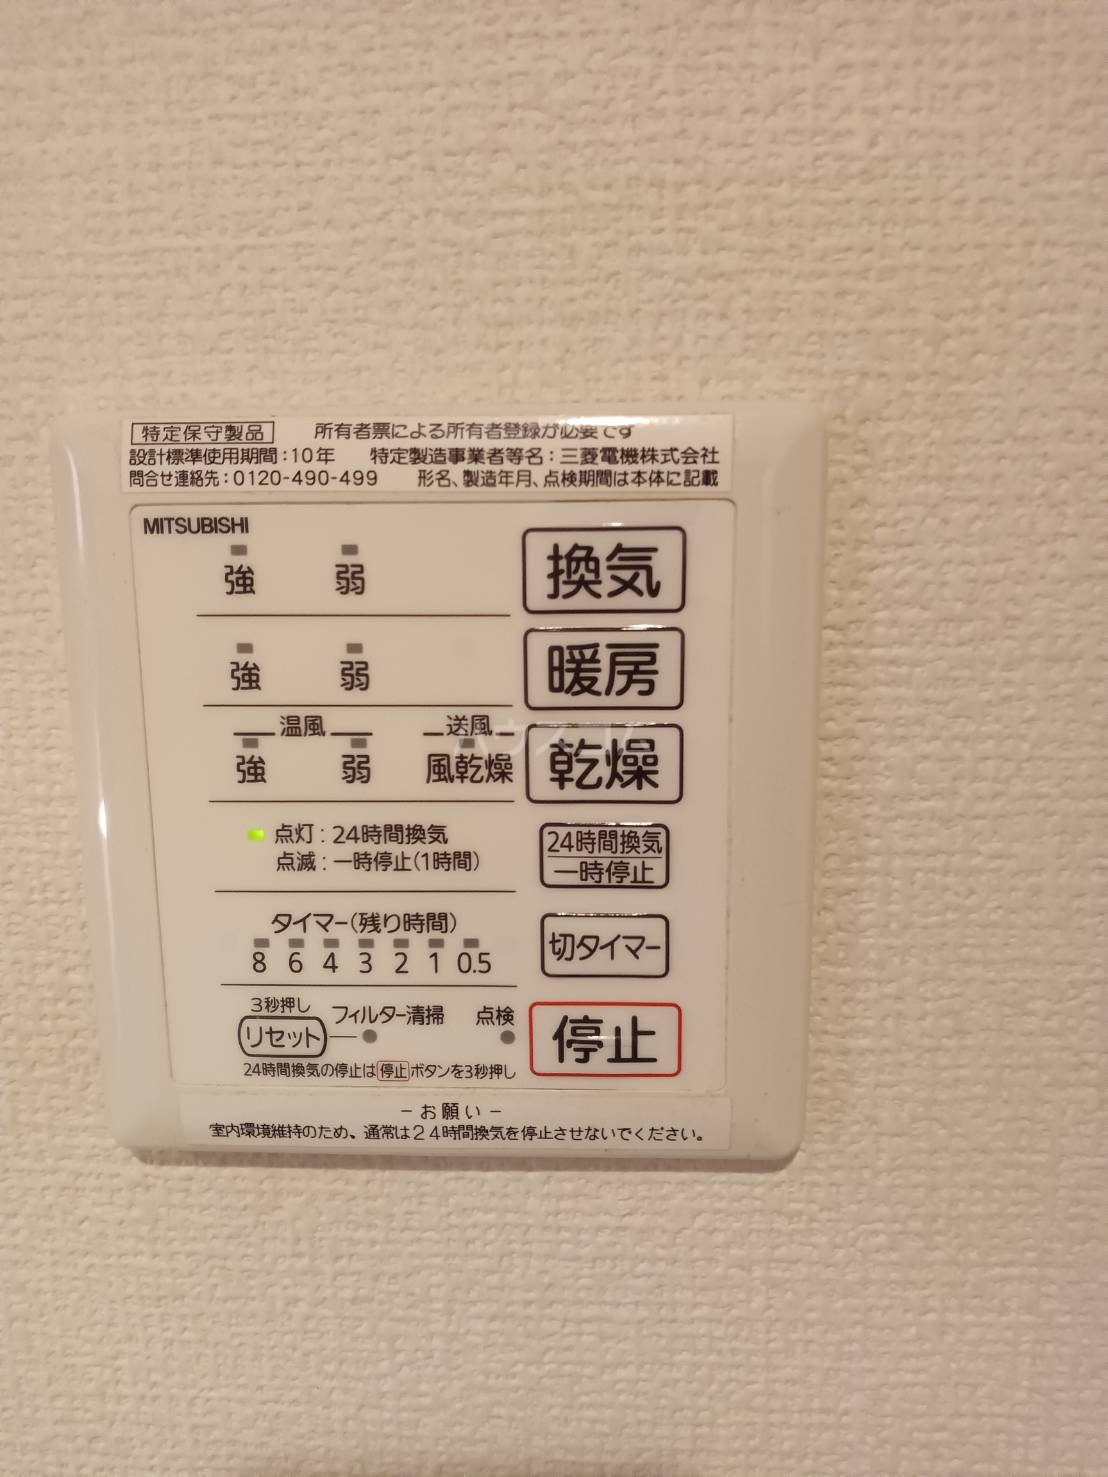 特定保守製品 所有者票による所有者登録が必要です
設計標準使用期間:10年 特定製造事業者等名:三菱電機株式会社
問合せ連絡先:0120-490-499 形名、製造年月、点検期間は本体に記載
MITSUBISHI
強 弱 換気
強 弱 暖房
温風 送風
強 弱 風乾燥 乾燥
ハウスコム
点灯:24時間換気 24時間換気
点滅:一時停止(1時間) 一時停止
タイマー(残り時間) 切タイマー
8 6 4 3 2 1 0.5
3秒押し
リセット フィルター清掃 点検 停止
24時間換気の停止は停止ボタンを3秒押し
-お願い-
室内環境維持のため、通常は24時間換気を停止させないでください。